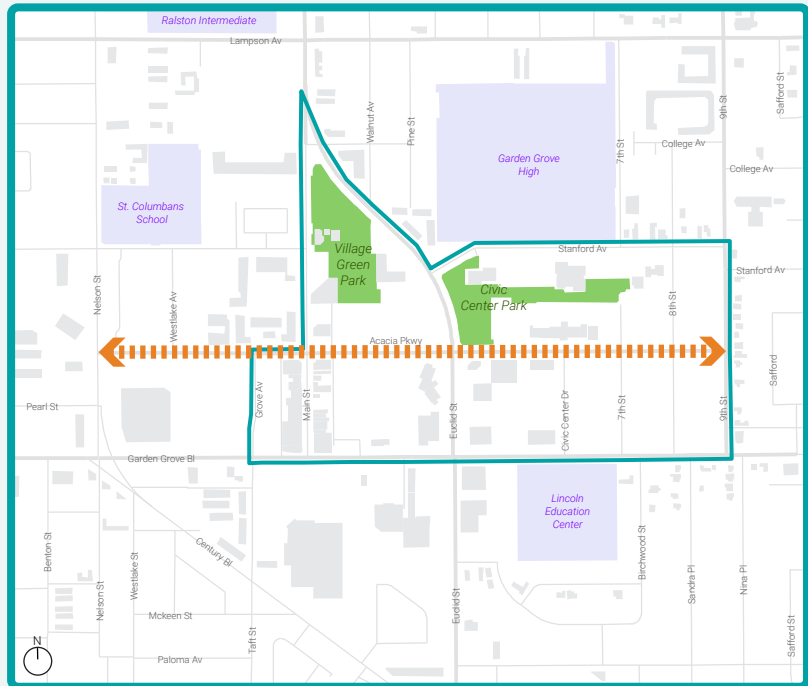 Ralston Intermediate
Lampson Av
Safford St
9th St
Walnut Av
Pine St
7th St
College Av
Garden Grove
High
College Av
St. Columbans
School
Village
Green
Park
Stanford Av
Stanford Av
Nelson St
Westlake Av
Civic
Center Park
8th St
Acacia Pkwy
Safford
Pearl St
Grove Av
Main St
Euclid St
Civic Center Dr
7th St
9th St
Garden Grove Bl
Lincoln
Education
Center
Benton St
Nelson St
Westlake St
Century Bl
Birchwood St
Sandra Pl
Nina Pl
Mckeen St
Euclid St
Taft St
Safford St
N
Paloma Av